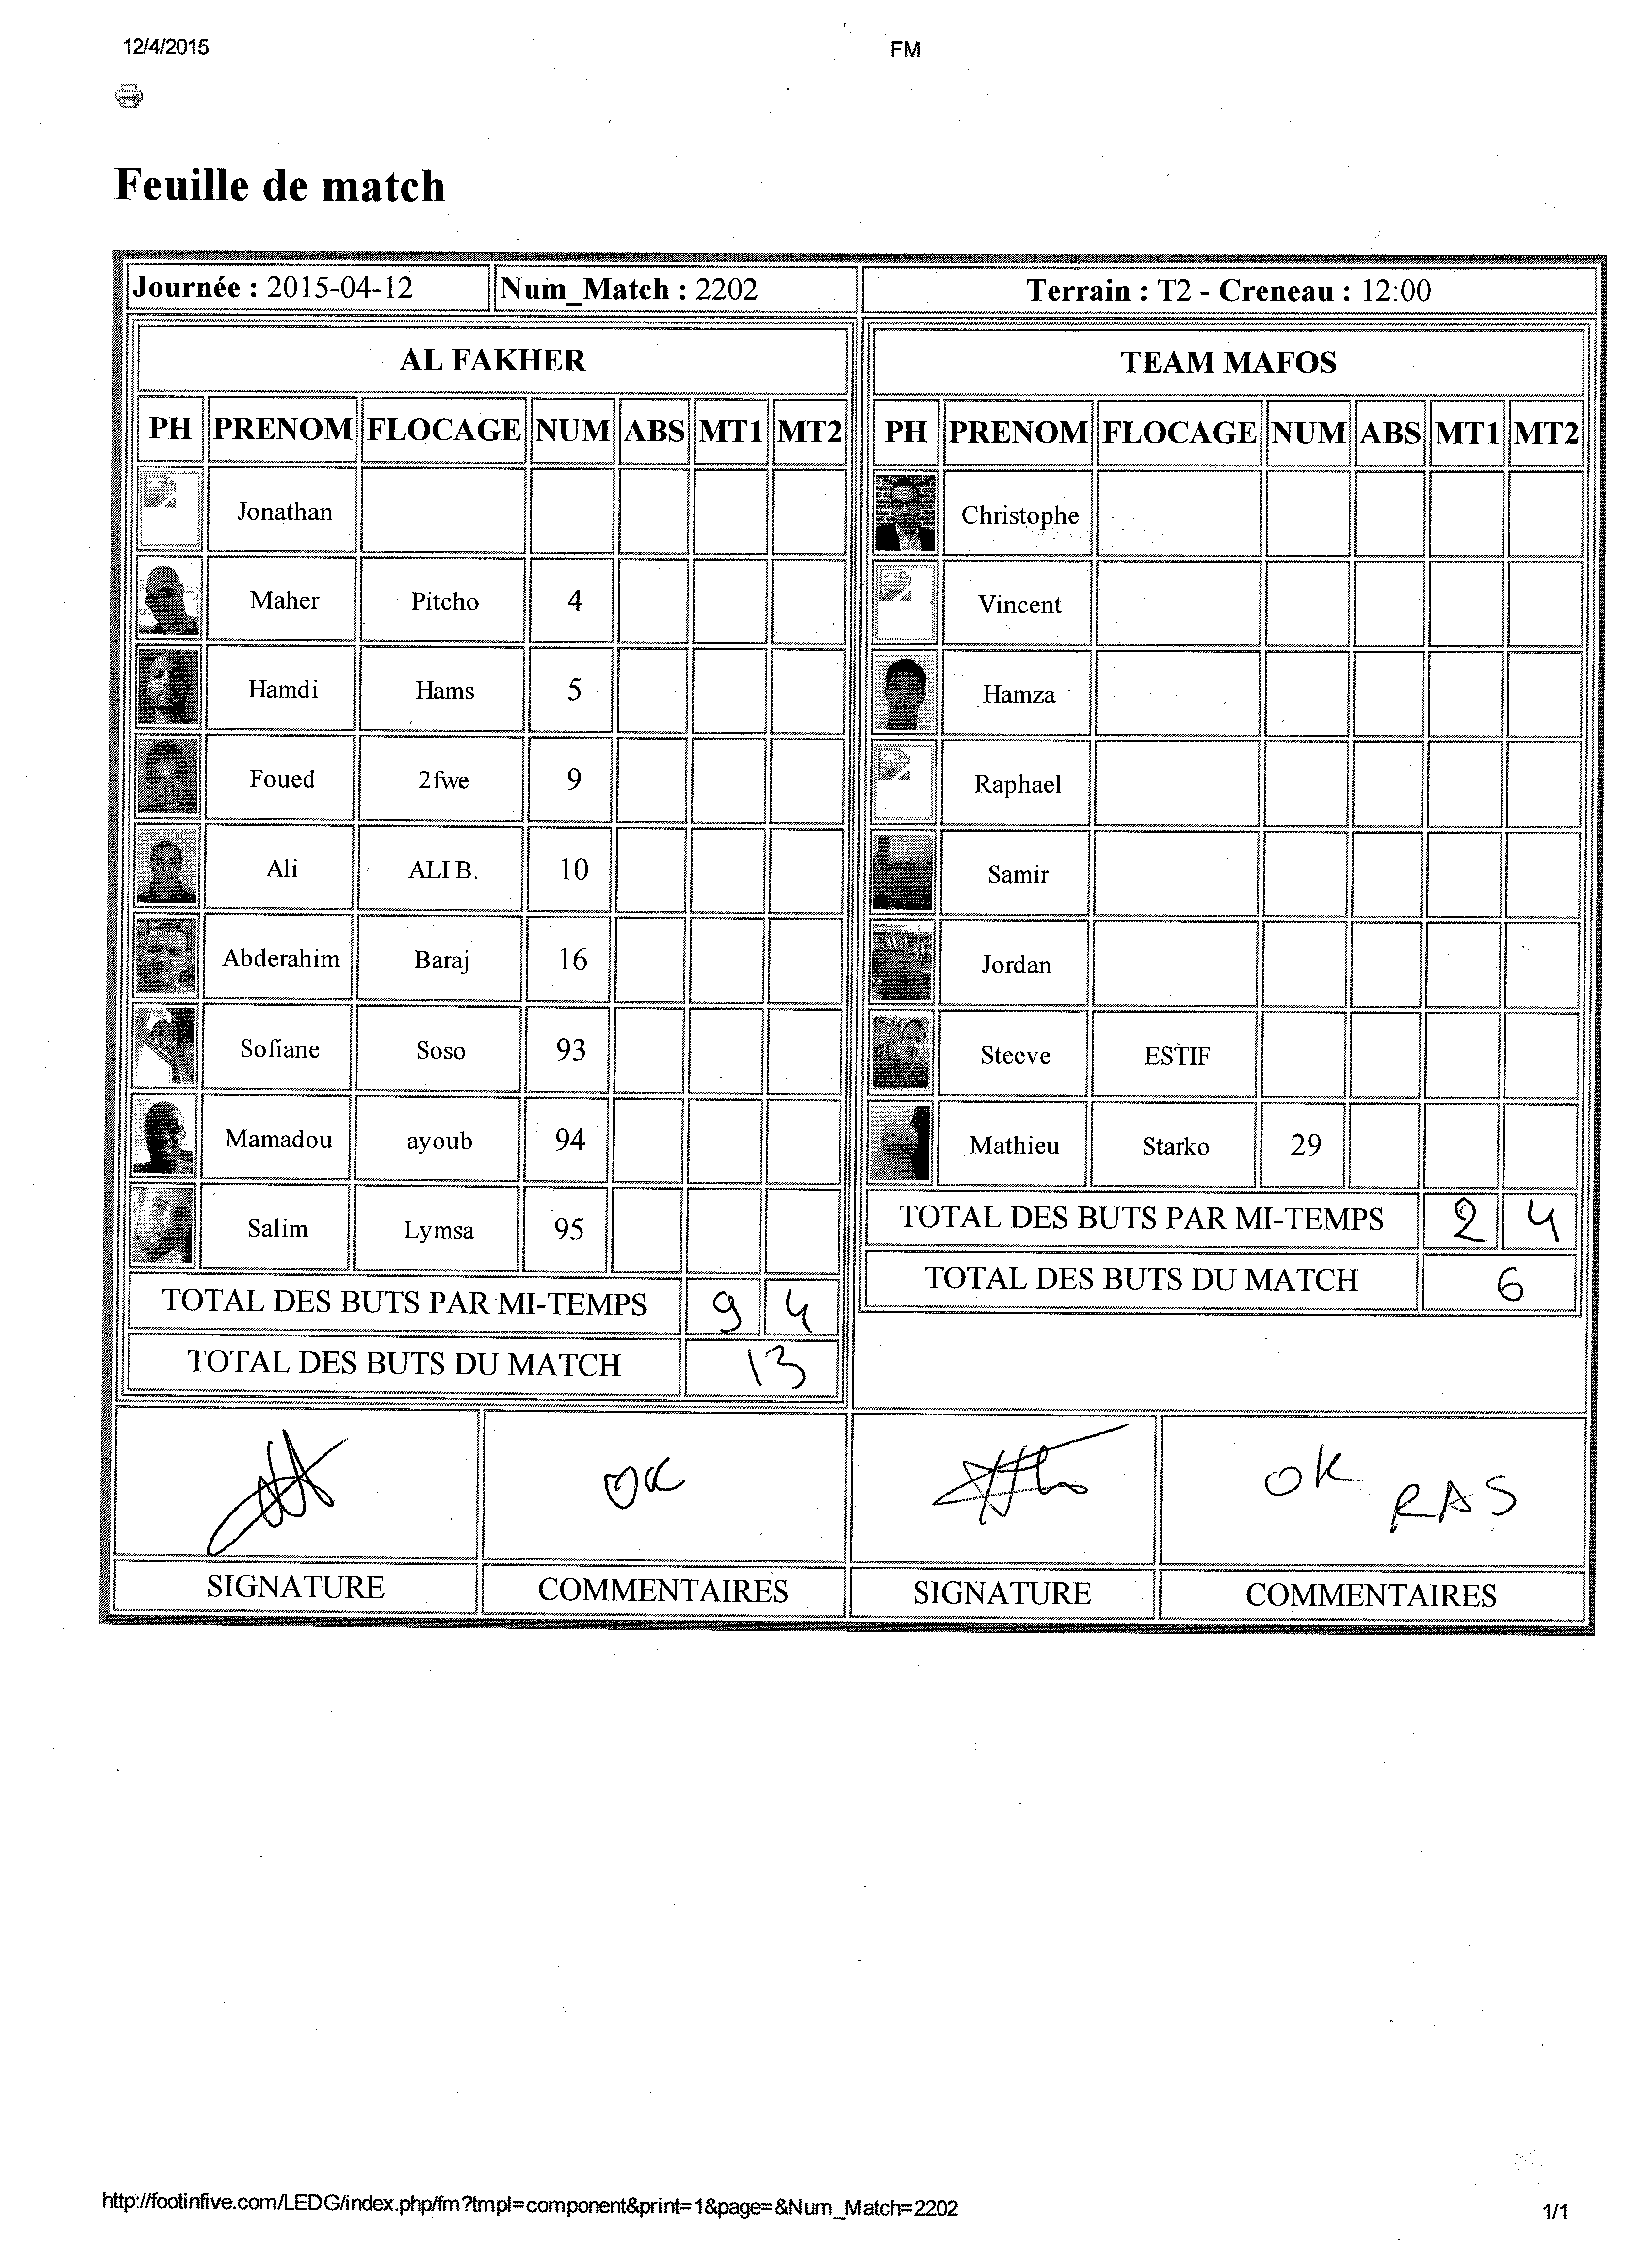 12/4/2015 FM
Feuille de match
Journée : 2015-04-12 Num_Match : 2202 Terrain : T2 - Creneau : 12:00
AL FAKHER
PH PRENOM FLOCAGE NUM ABS MT1 MT2
Jonathan
Maher Pitcho 4
Hamdi Hams 5
Foued 2fwe 9
Ali ALI B. 10
Abderahim Baraj 16
Sofiane Soso 93
Mamadou ayoub 94
Salim Lymsa 95
TOTAL DES BUTS PAR MI-TEMPS 9 4
TOTAL DES BUTS DU MATCH 13
TEAM MAFOS
PH PRENOM FLOCAGE NUM ABS MT1 MT2
Christophe
Vincent
Hamza
Raphael
Samir
Jordan
Steeve ESTIF
Mathieu Starko 29
TOTAL DES BUTS PAR MI-TEMPS 2 4
TOTAL DES BUTS DU MATCH 6
OK
OK RAS
SIGNATURE COMMENTAIRES SIGNATURE COMMENTAIRES
http://footinfive.com/LEDG/index.php/fm?tmpl=component&print=1&page=&Num_Match=2202 1/1